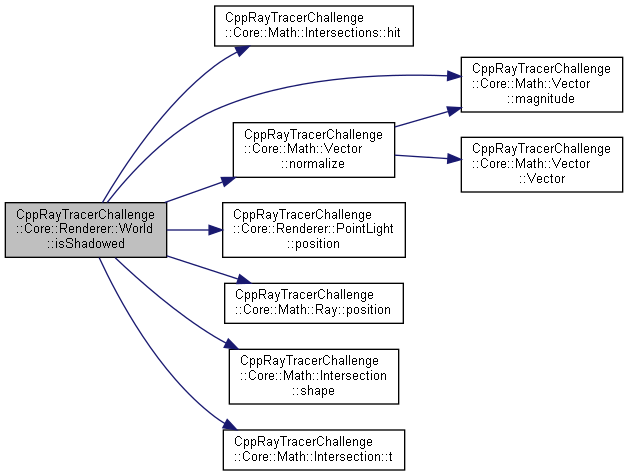 CppRayTracerChallenge
::Core::Math::Intersections::hit
CppRayTracerChallenge
::Core::Math::Vector
::magnitude
CppRayTracerChallenge
::Core::Math::Vector
::normalize
CppRayTracerChallenge
::Core::Math::Vector
::Vector
CppRayTracerChallenge
::Core::Renderer::World
::isShadowed
CppRayTracerChallenge
::Core::Renderer::PointLight
::position
CppRayTracerChallenge
::Core::Math::Ray::position
CppRayTracerChallenge
::Core::Math::Intersection
::shape
CppRayTracerChallenge
::Core::Math::Intersection::t